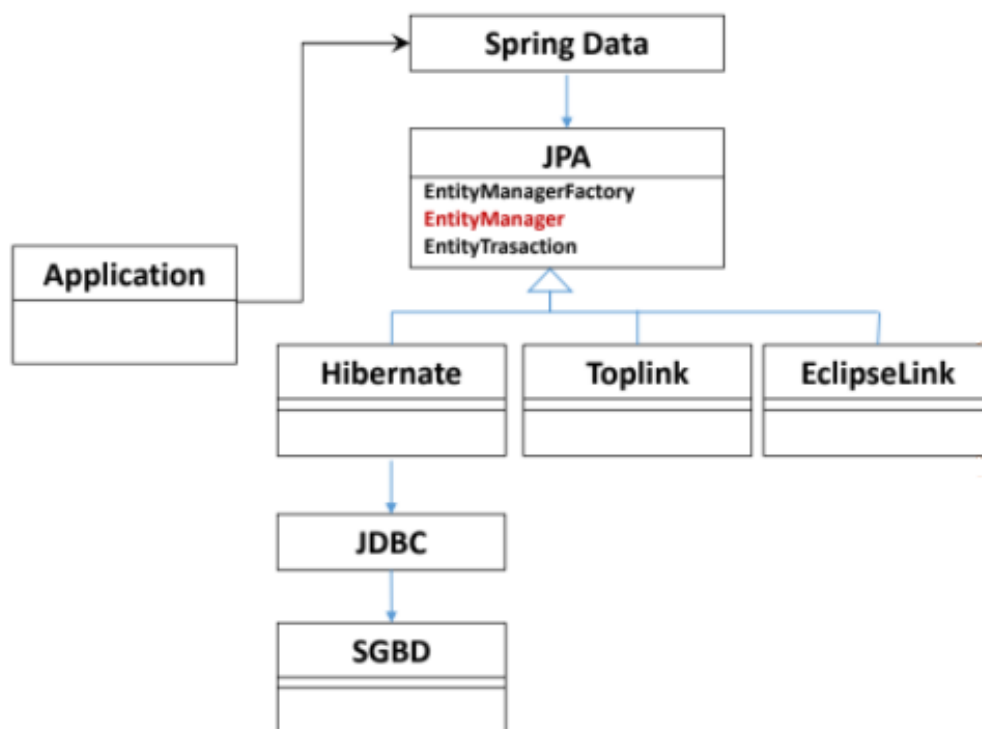 Spring Data
JPA
EntityManagerFactory
EntityManager
EntityTrasaction
Application
Hibernate
Toplink
EclipseLink
JDBC
SGBD